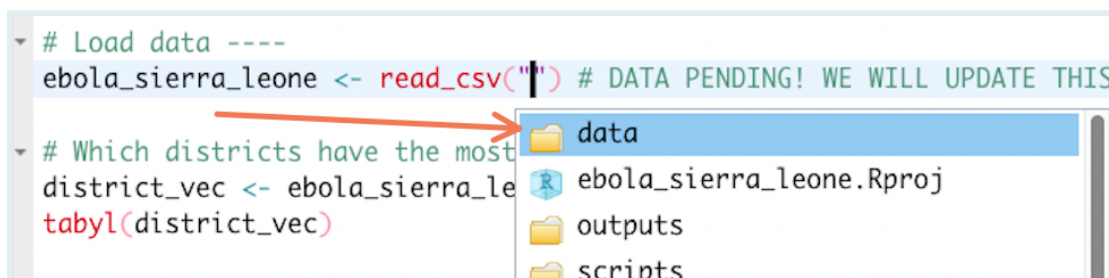 # Load data ----
ebola_sierra_leone <- read_csv("") # DATA PENDING! WE WILL UPDATE THIS
data
# Which districts have the most
ebola_sierra_leone.Rproj
district_vec <- ebola_sierra_le
outputs
tabyl(district_vec)
scripts